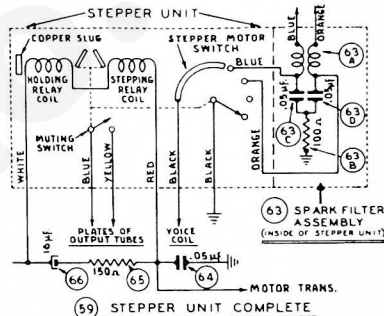 STEPPER UNIT
COPPER SLUG
STEPPER MOTOR
SWITCH
BLUE
ORANGE
63
A
BLUE
HOLDING
RELAY
COIL
STEPPING
RELAY
COIL
.05µF
.05µF
63
D
63
C
100Ω
63
B
MUTING
SWITCH
WHITE
BLUE
YELLOW
RED
BLACK
BLACK
ORANGE
63 SPARK FILTER
ASSEMBLY
(INSIDE OF STEPPER UNIT)
PLATES OF
OUTPUT TUBES
VOICE
COIL
16µF
150Ω
.05µF
66
65
64
MOTOR TRANS.
59 STEPPER UNIT COMPLETE